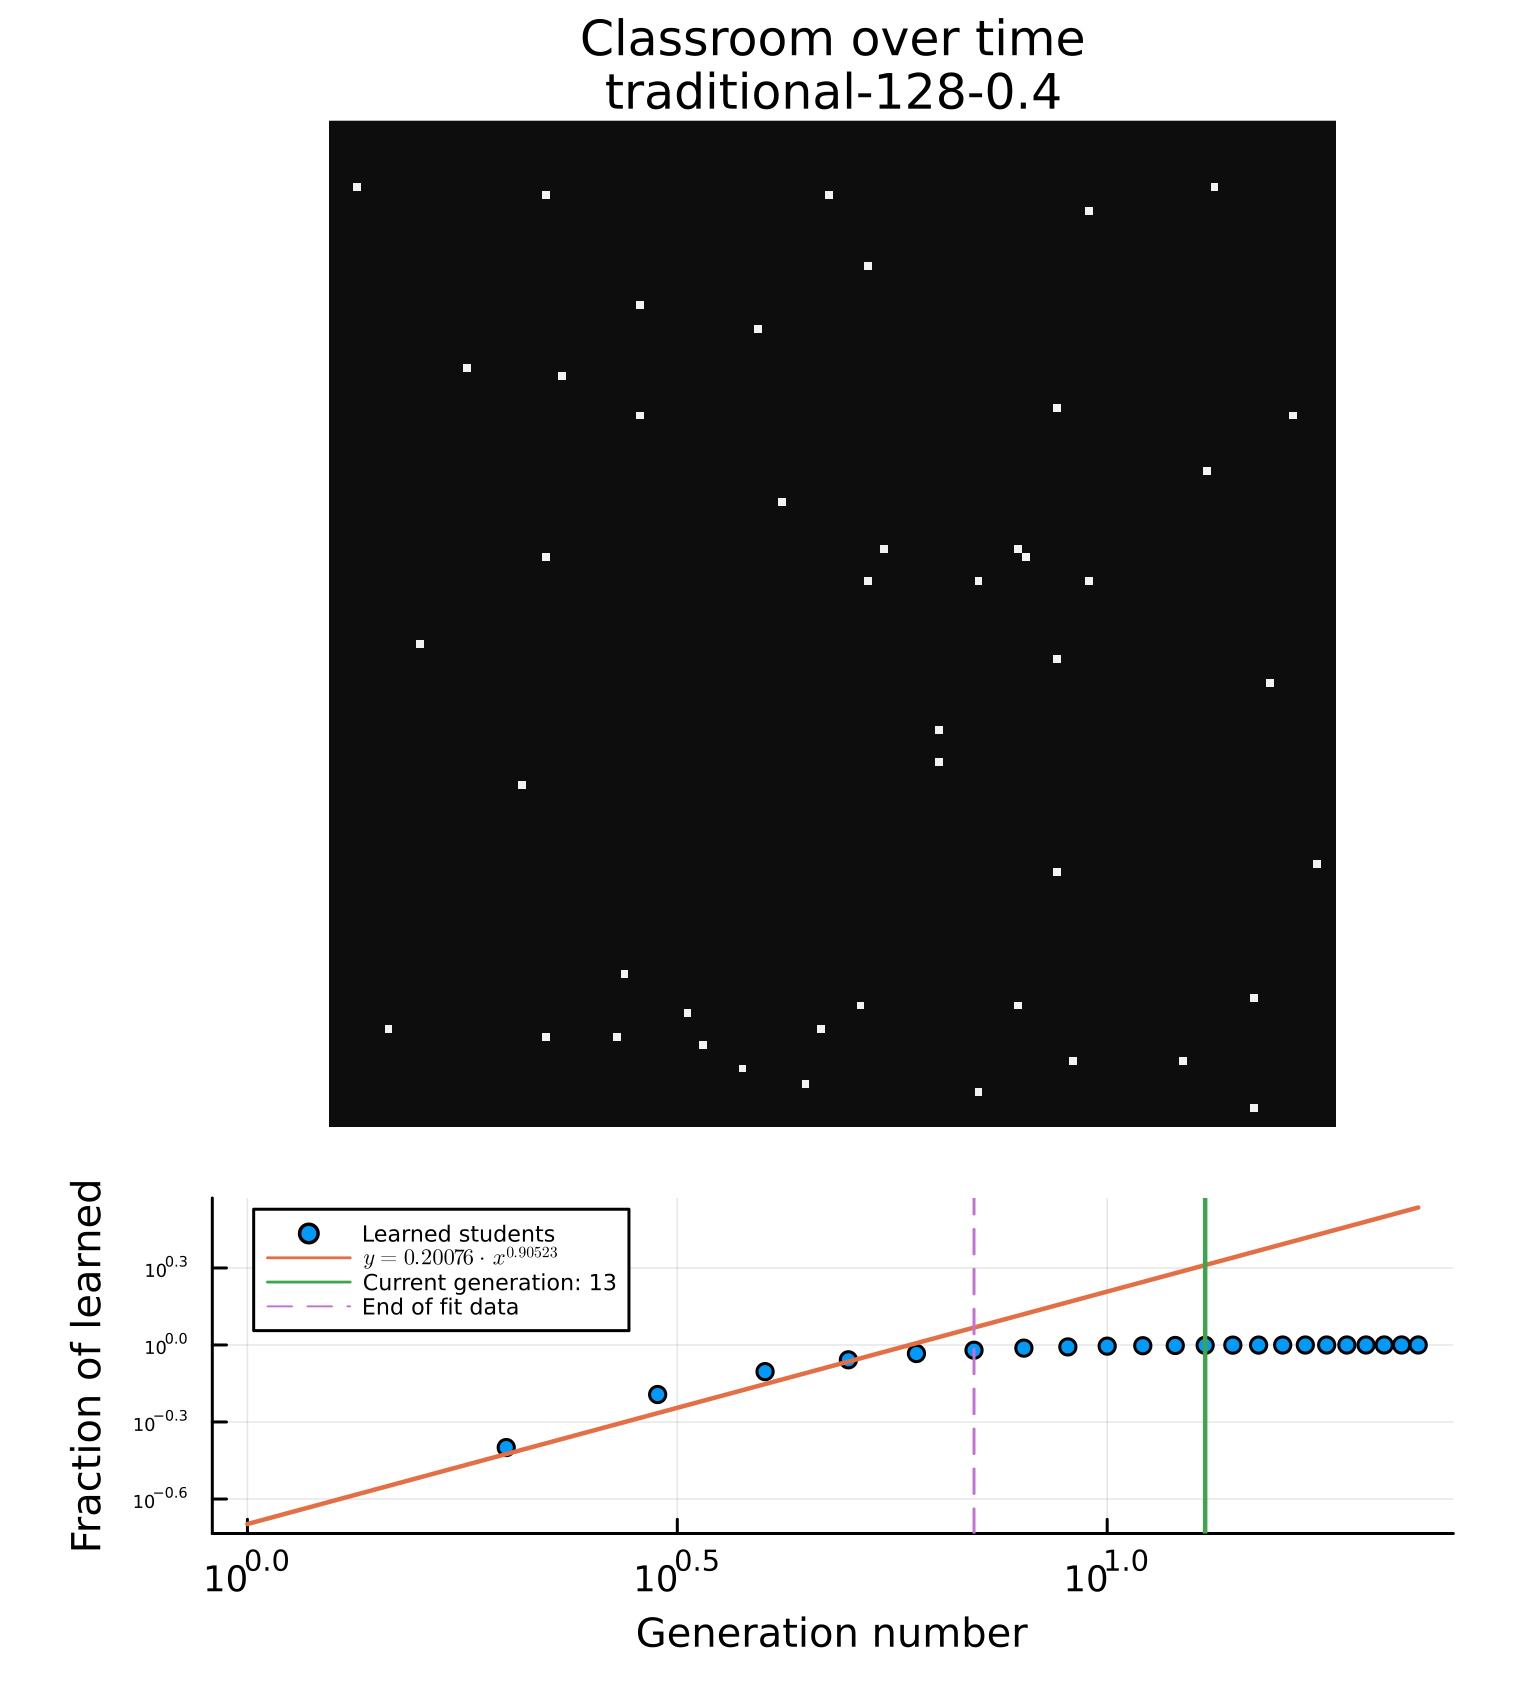 Classroom over time
traditional-128-0.4
Fraction of learned
Learned students
y = 0.20076 · x^0.90523
Current generation: 13
End of fit data
10^0.3
10^0.0
10^−0.3
10^−0.6
10^0.0 10^0.5 10^1.0
Generation number